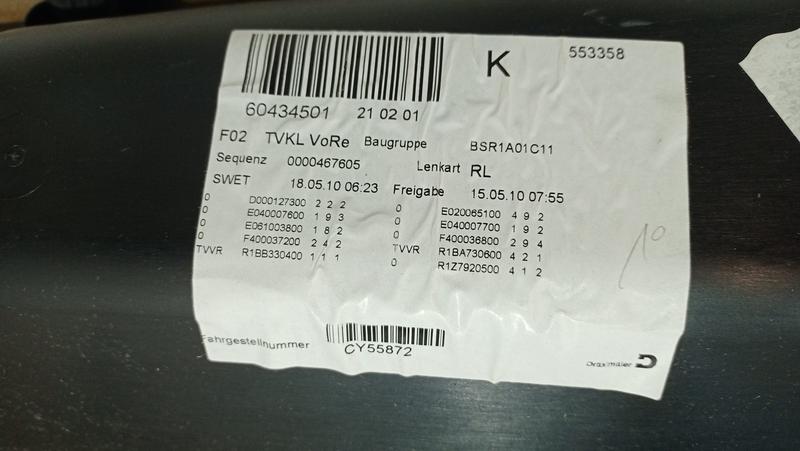 K 553358
60434501 21 02 01
F02 TVKL VoRe Baugruppe BSR1A01C11
Sequenz 0000467605 Lenkart RL
SWET 18.05.10 06:23 Freigabe 15.05.10 07:55
0 D000127300 2 2 2 0 E020065100 4 9 2
0 E040007600 1 9 3 0 E040007700 1 9 2
0 E061003800 1 8 2 0 F400036800 2 9 4
0 F400037200 2 4 2 TVVR R1BA730600 4 2 1
TVVR R1BB330400 1 1 1 0 R1Z7920500 4 1 2
10
Fahrgestellnummer CY55872
Dräxlmaier